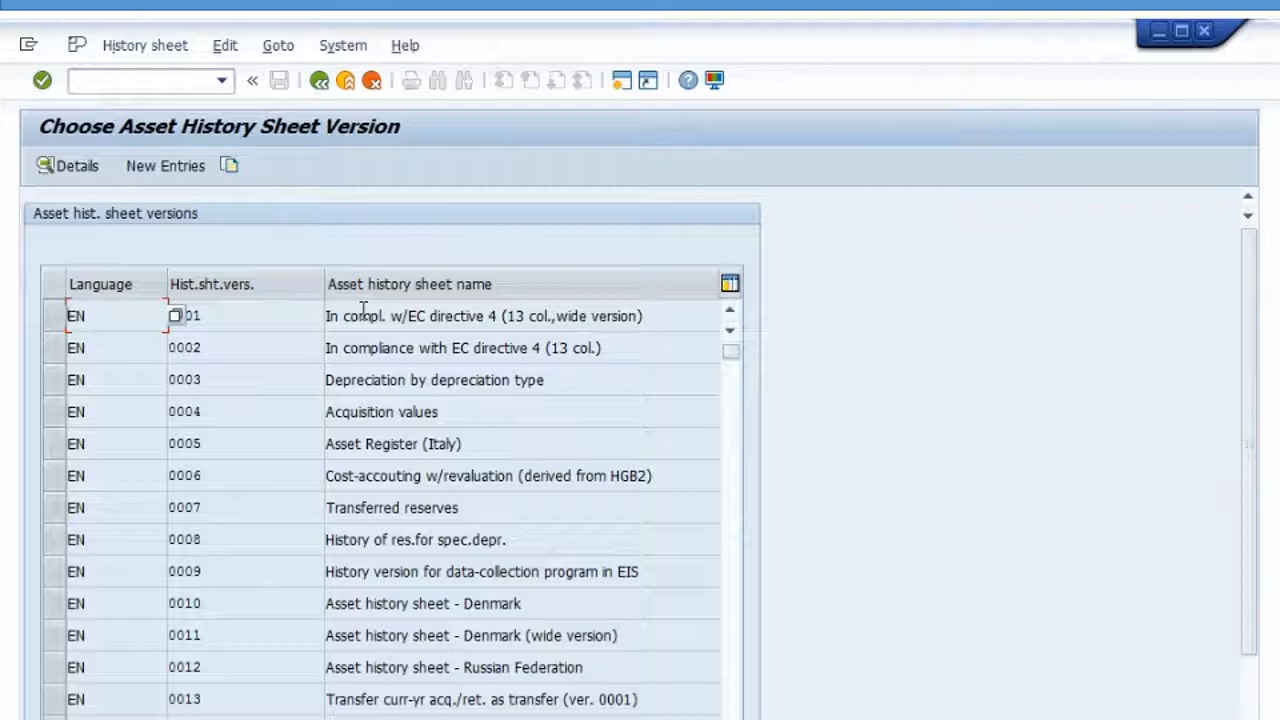 History sheet Edit Goto System Help
Choose Asset History Sheet Version
Details New Entries
Asset hist. sheet versions
Language Hist.sht.vers. Asset history sheet name
EN 01 In compl. w/EC directive 4 (13 col.,wide version)
EN 0002 In compliance with EC directive 4 (13 col.)
EN 0003 Depreciation by depreciation type
EN 0004 Acquisition values
EN 0005 Asset Register (Italy)
EN 0006 Cost-accouting w/revaluation (derived from HGB2)
EN 0007 Transferred reserves
EN 0008 History of res.for spec.depr.
EN 0009 History version for data-collection program in EIS
EN 0010 Asset history sheet - Denmark
EN 0011 Asset history sheet - Denmark (wide version)
EN 0012 Asset history sheet - Russian Federation
EN 0013 Transfer curr-yr acq./ret. as transfer (ver. 0001)